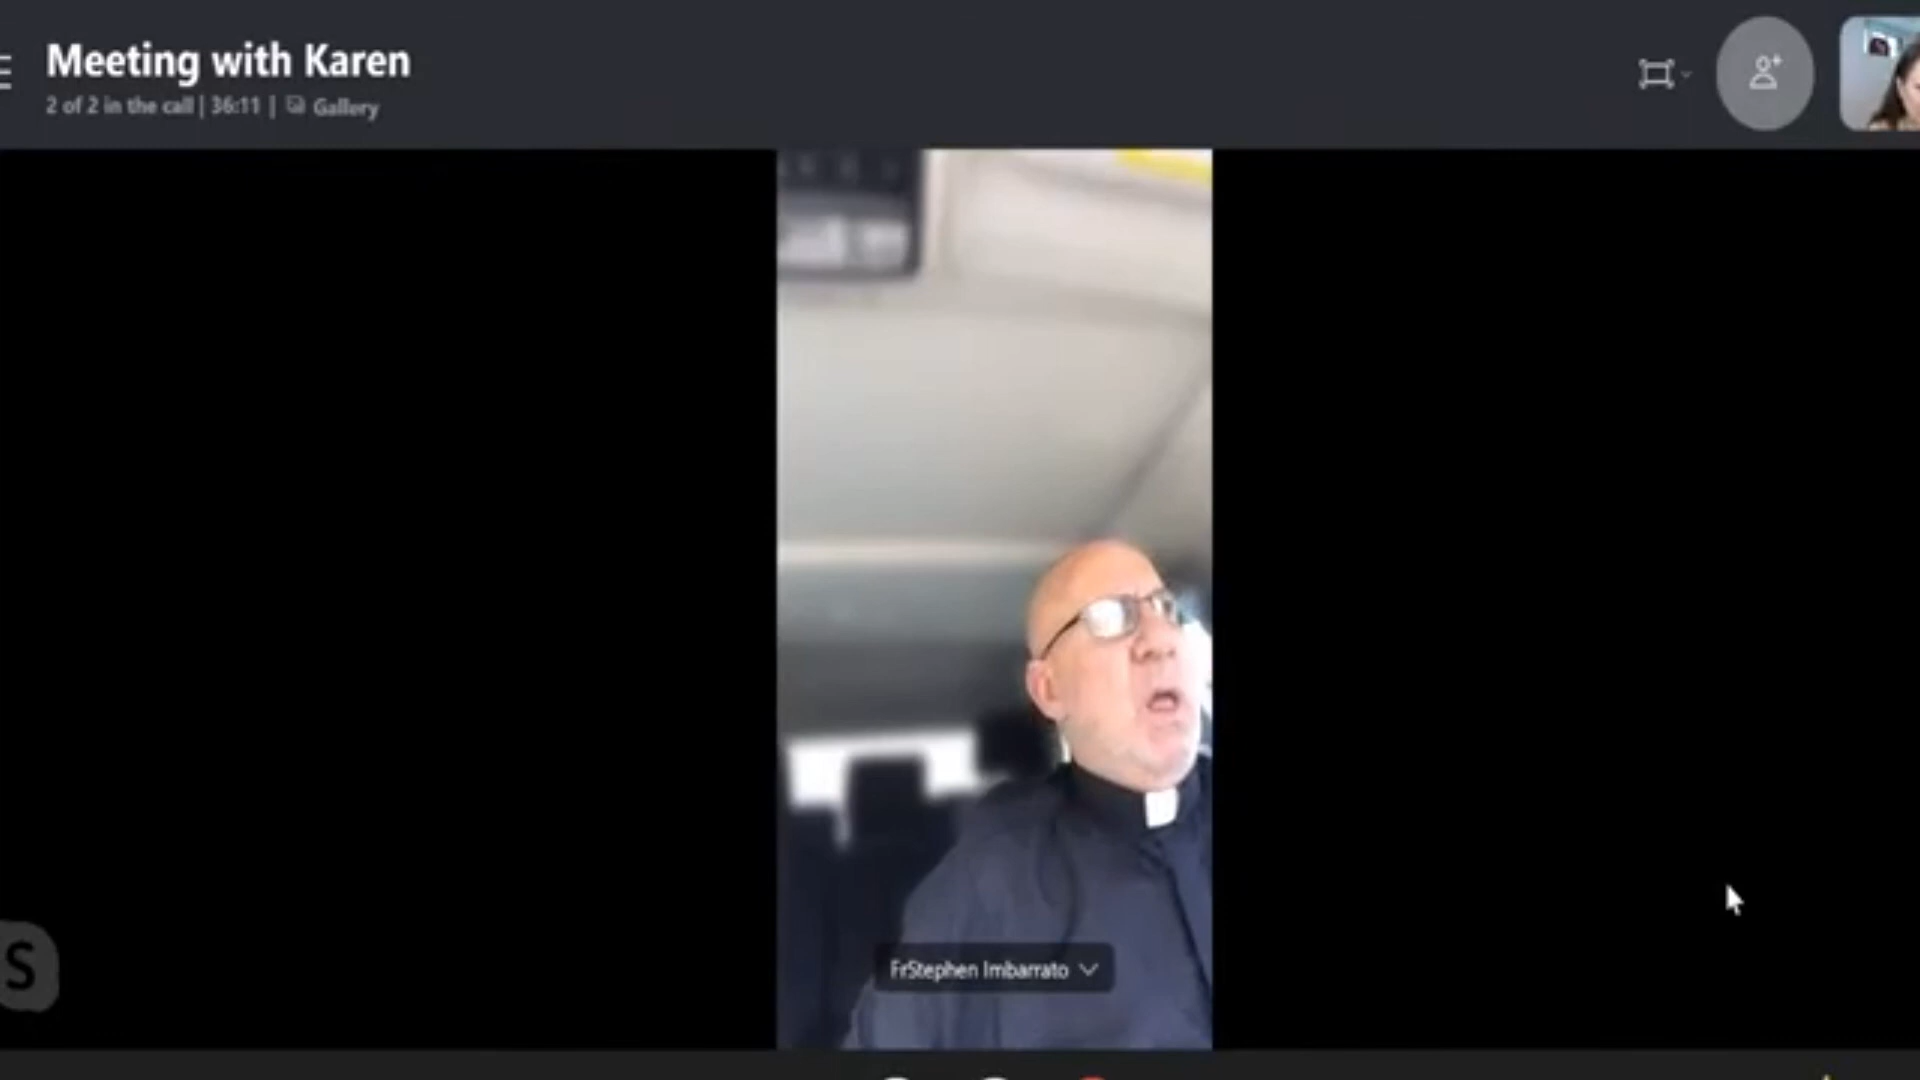 Meeting with Karen
2 of 2 in the call | 36:11 | Gallery
FrStephen Imbarrato
S